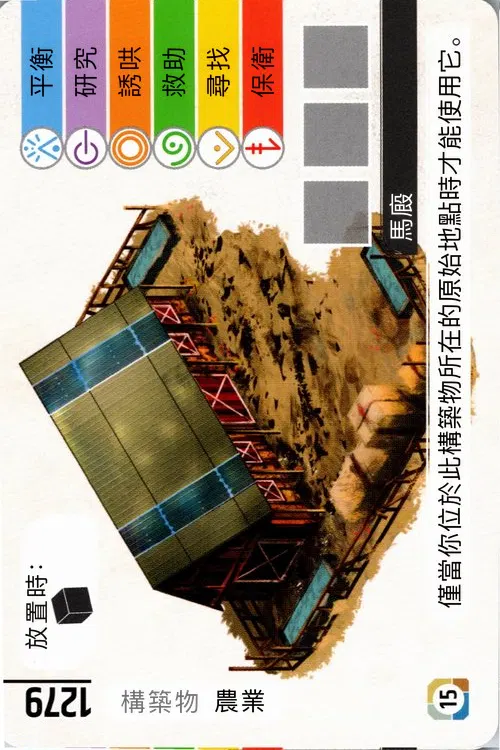 1279
放置時：
構築物 農業
平衡
研究
誘哄
救助
尋找
保衛
馬廄
僅當你位於此構築物所在的原始地點時才能使用它。
15